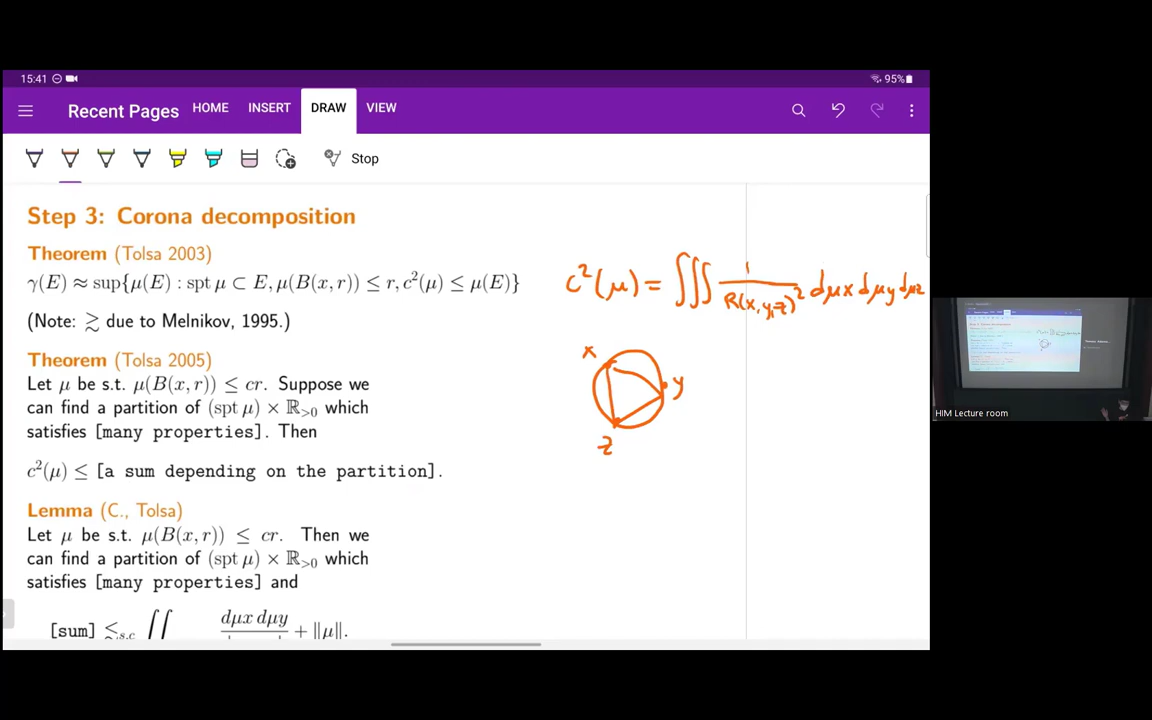 15:41
95%
Recent Pages HOME INSERT DRAW VIEW
Stop
Step 3: Corona decomposition
Theorem (Tolsa 2003)
γ(E) ≈ sup{μ(E) : spt μ ⊂ E, μ(B(x, r)) ≤ r, c²(μ) ≤ μ(E)}
(Note: ≳ due to Melnikov, 1995.)
Theorem (Tolsa 2005)
Let μ be s.t. μ(B(x, r)) ≤ cr. Suppose we
can find a partition of (spt μ) × ℝ>0 which
satisfies [many properties]. Then
c²(μ) ≤ [a sum depending on the partition].
Lemma (C., Tolsa)
Let μ be s.t. μ(B(x, r)) ≤ cr. Then we
can find a partition of (spt μ) × ℝ>0 which
satisfies [many properties] and
[sum] ≲s,c ∬ dμx dμy + ‖μ‖.
c²(μ) = ∭ 1/R(x,y,z)² dμx dμy dμz
x
y
z
HIM Lecture room